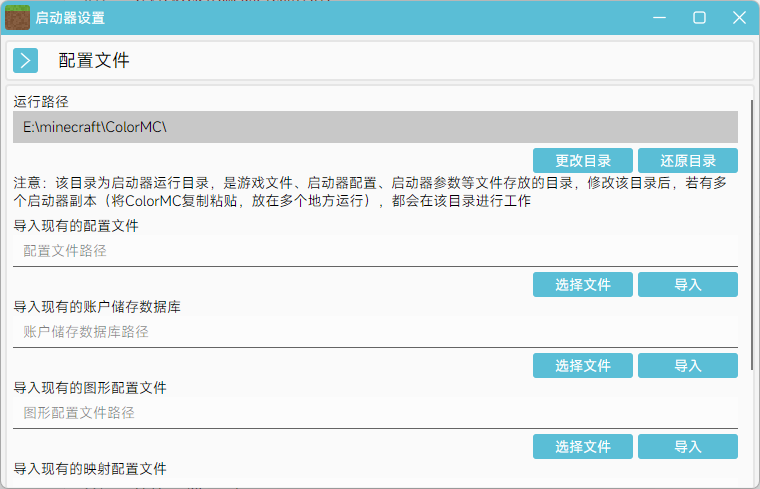 启动器设置
配置文件
运行路径
E:\minecraft\ColorMC\
更改目录 还原目录
注意：该目录为启动器运行目录，是游戏文件、启动器配置、启动器参数等文件存放的目录，修改该目录后，若有多
个启动器副本（将ColorMC复制粘贴，放在多个地方运行），都会在该目录进行工作
导入现有的配置文件
配置文件路径
选择文件 导入
导入现有的账户储存数据库
账户储存数据库路径
选择文件 导入
导入现有的图形配置文件
图形配置文件路径
选择文件 导入
导入现有的映射配置文件